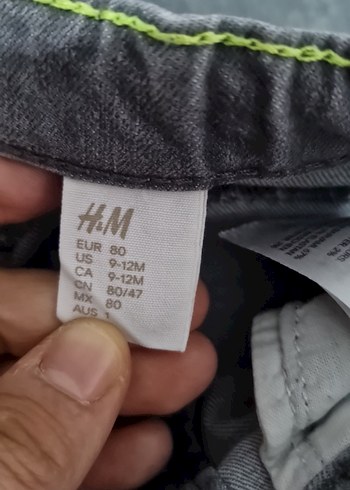 H&M
EUR 80
US 9-12M
CA 9-12M
CN 80/47
MX 80
AUS 1